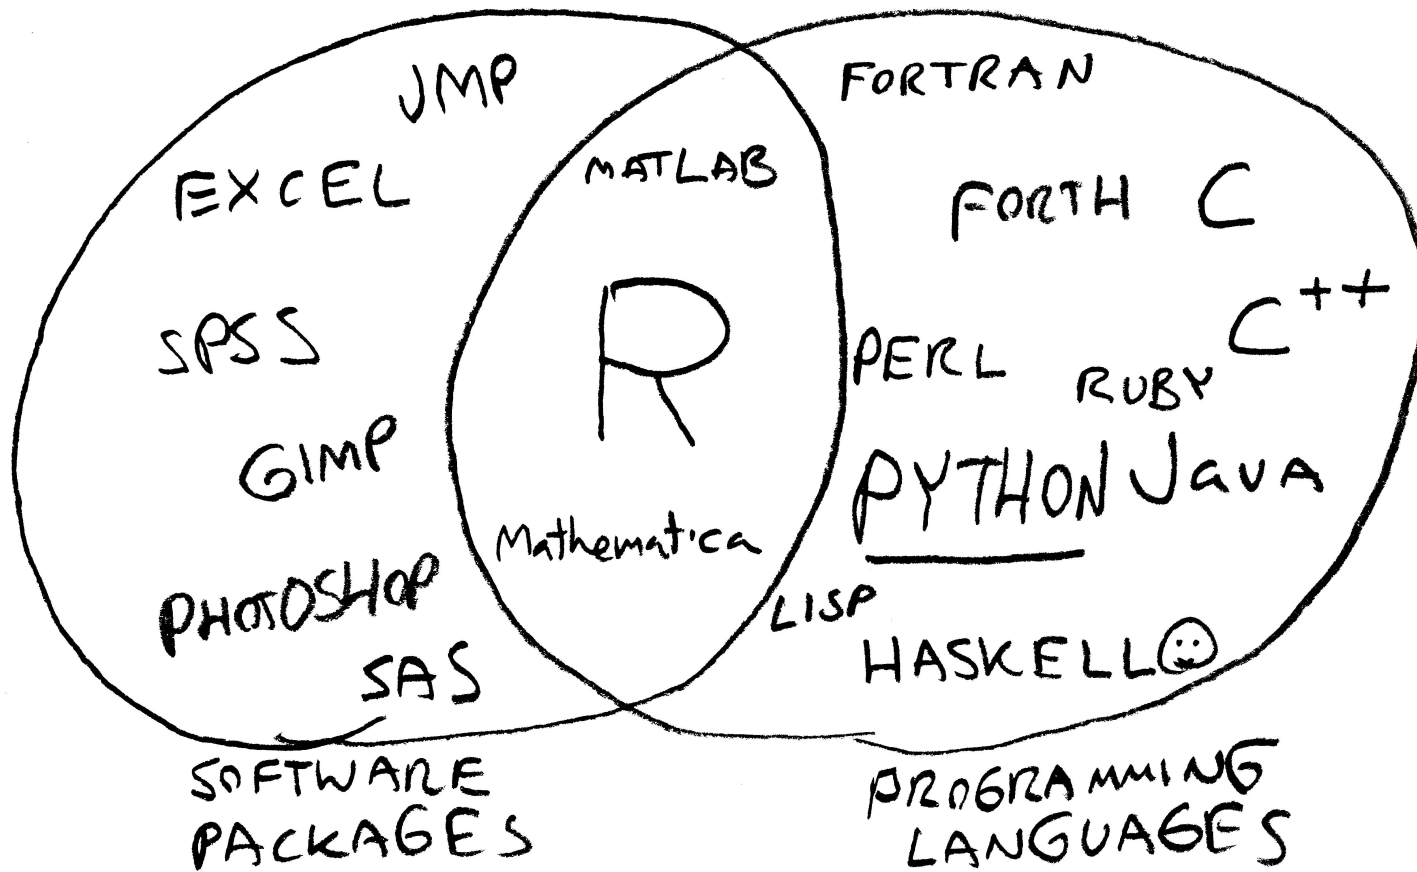 JMP
EXCEL
SPSS
GIMP
PHOTOSHOP
SAS
MATLAB
R
Mathematica
FORTRAN
FORTH C
C++
PERL
RUBY
PYTHON JavA
LISP
HASKELL
SOFTWARE
PACKAGES
PROGRAMMING
LANGUAGES